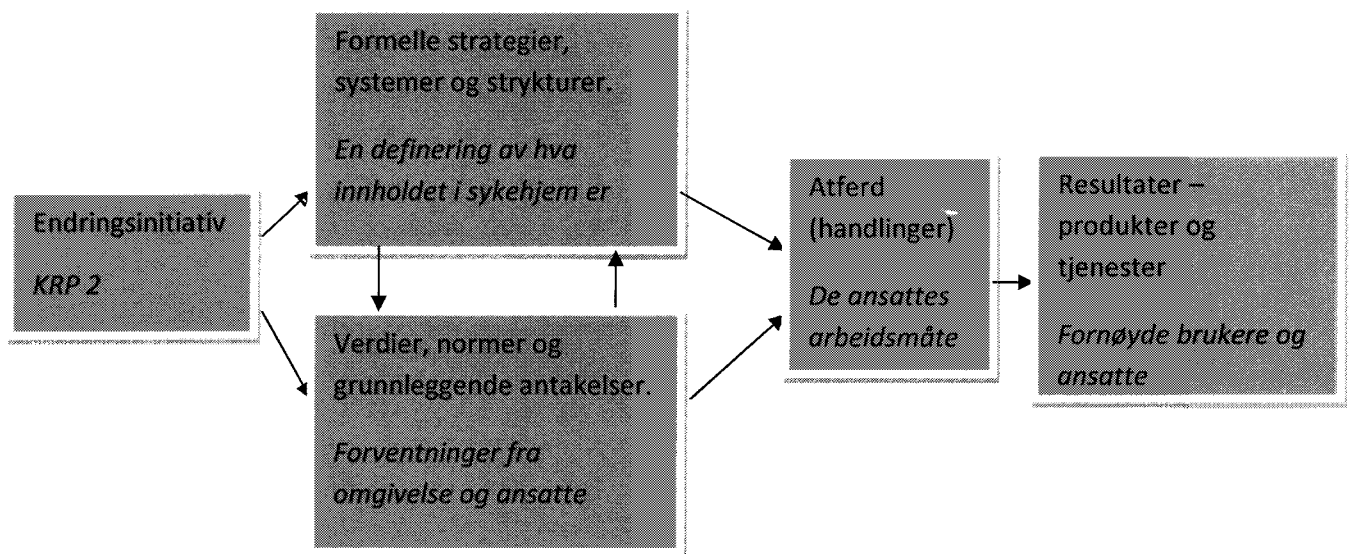 Endringsinitiativ
KRP 2
Formelle strategier,
systemer og strykturer.
En definering av hva
innholdet i sykehjem er
Verdier, normer og
grunnleggende antakelser.
Forventninger fra
omgivelse og ansatte
Atferd
(handlinger)
De ansattes
arbeidsmåte
Resultater –
produkter og
tjenester
Fornøyde brukere og
ansatte